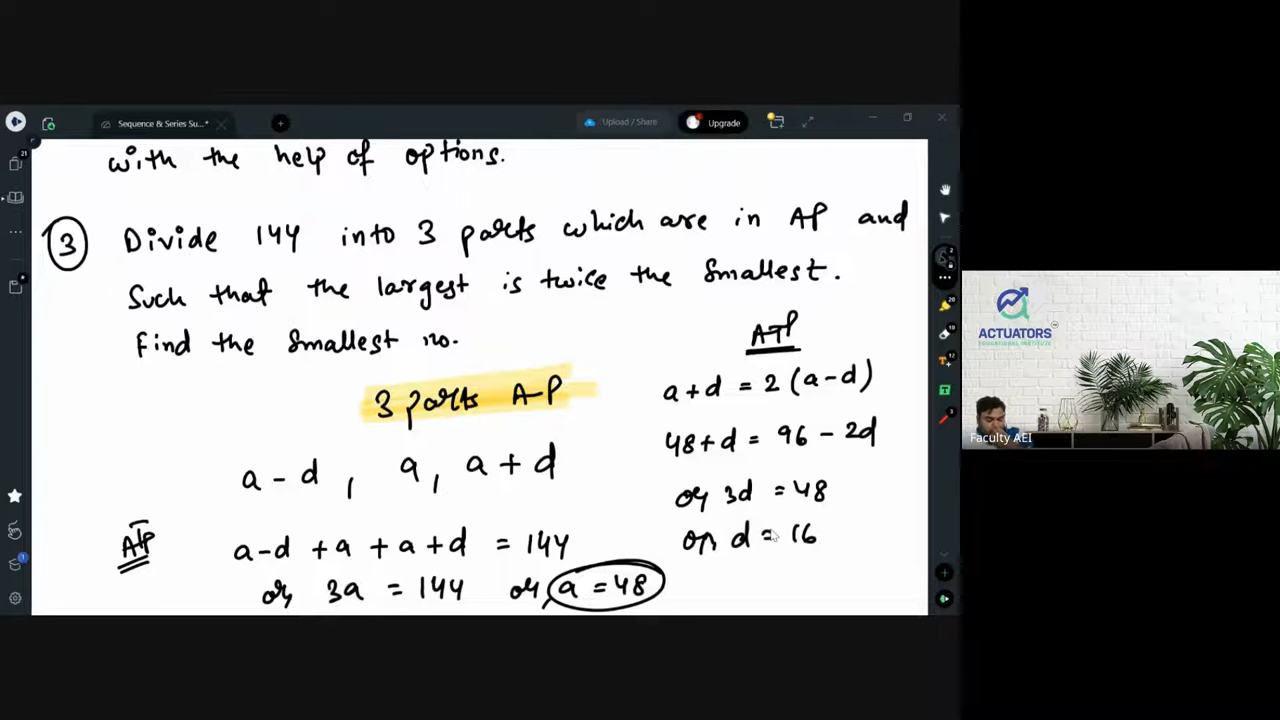 Sequence & Series Su...*
Upload / Share
Upgrade
with the help of options.
3 Divide 144 into 3 parts which are in AP and
Such that the largest is twice the smallest.
Find the smallest no.
3 parts A-P
a - d, a, a + d
ATP
a-d + a + a + d = 144
or 3a = 144 or a = 48
ATP
a + d = 2 (a - d)
48 + d = 96 - 2d
or 3d = 48
or d = 16
ACTUATORS
EDUCATIONAL INSTITUTE
Faculty AEI